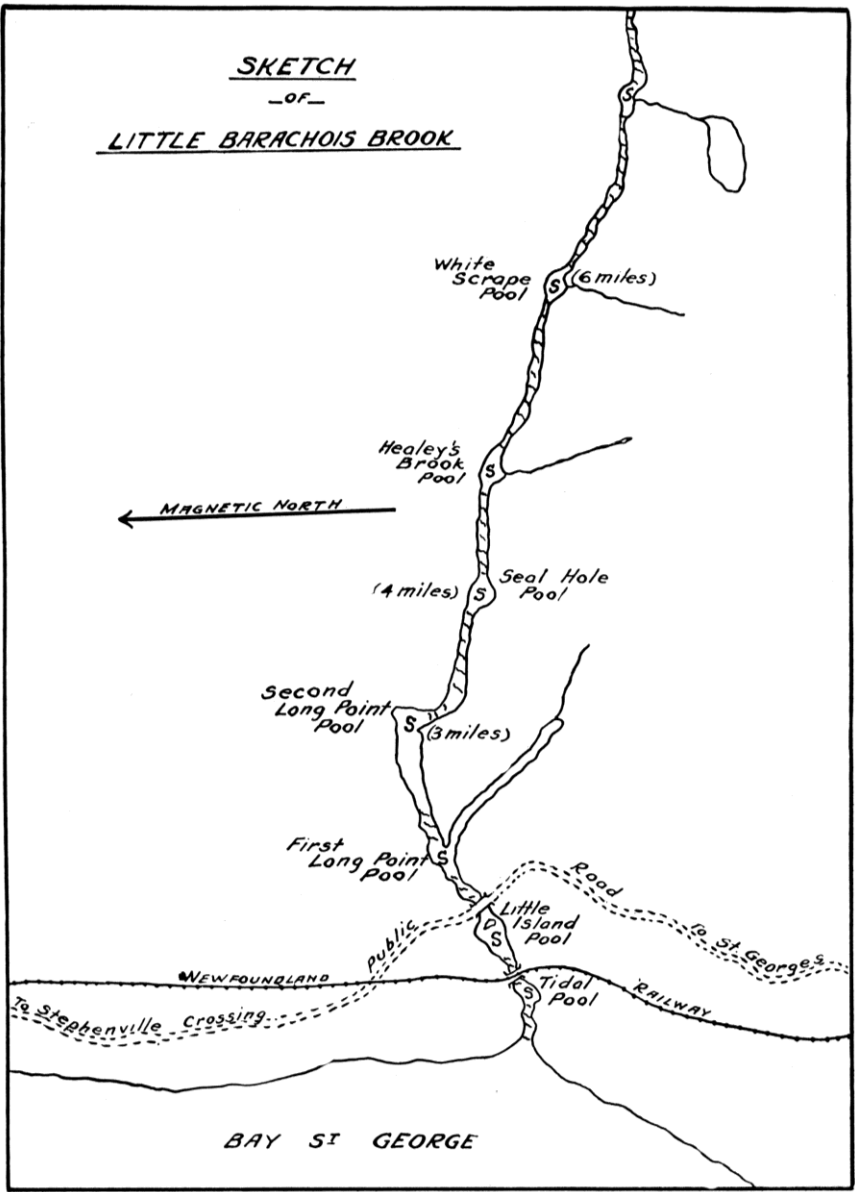 SKETCH
_OF_
LITTLE BARACHOIS BROOK
S
White
Scrape
Pool
S
(6 miles)
Healey's
Brook
Pool
S
MAGNETIC NORTH
(4 miles)
S
Seal Hole
Pool
Second
Long Point
Pool
S
(3 miles)
First
Long Point
Pool
S
Road
Little
Island
Pool
S
Public
To St. Georges
NEWFOUNDLAND
RAILWAY
Tidal
Pool
S
To Stephenville Crossing
BAY ST GEORGE